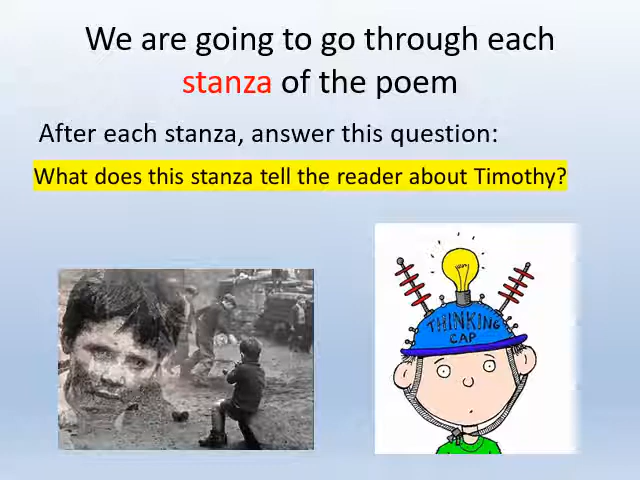 We are going to go through each
stanza of the poem
After each stanza, answer this question:
What does this stanza tell the reader about Timothy?
THINKING
CAP